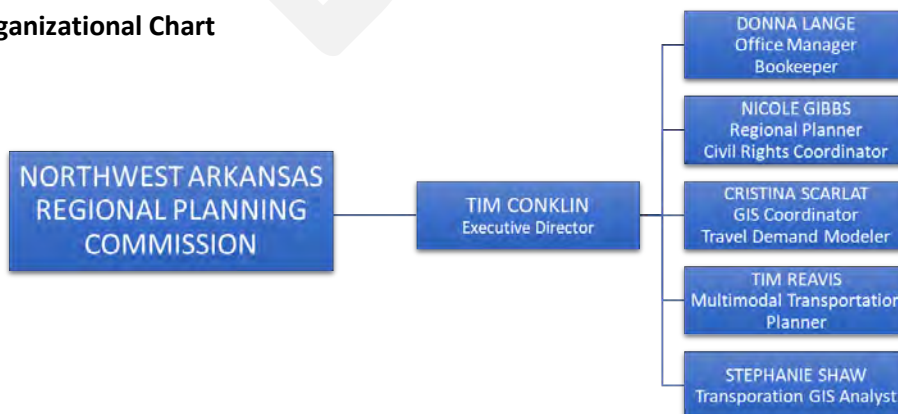 ganizational Chart
NORTHWEST ARKANSAS
REGIONAL PLANNING
COMMISSION
TIM CONKLIN
Executive Director
DONNA LANGE
Office Manager
Bookeeper
NICOLE GIBBS
Regional Planner
Civil Rights Coordinator
CRISTINA SCARLAT
GIS Coordinator
Travel Demand Modeler
TIM REAVIS
Multimodal Transportation
Planner
STEPHANIE SHAW
Transporation GIS Analyst